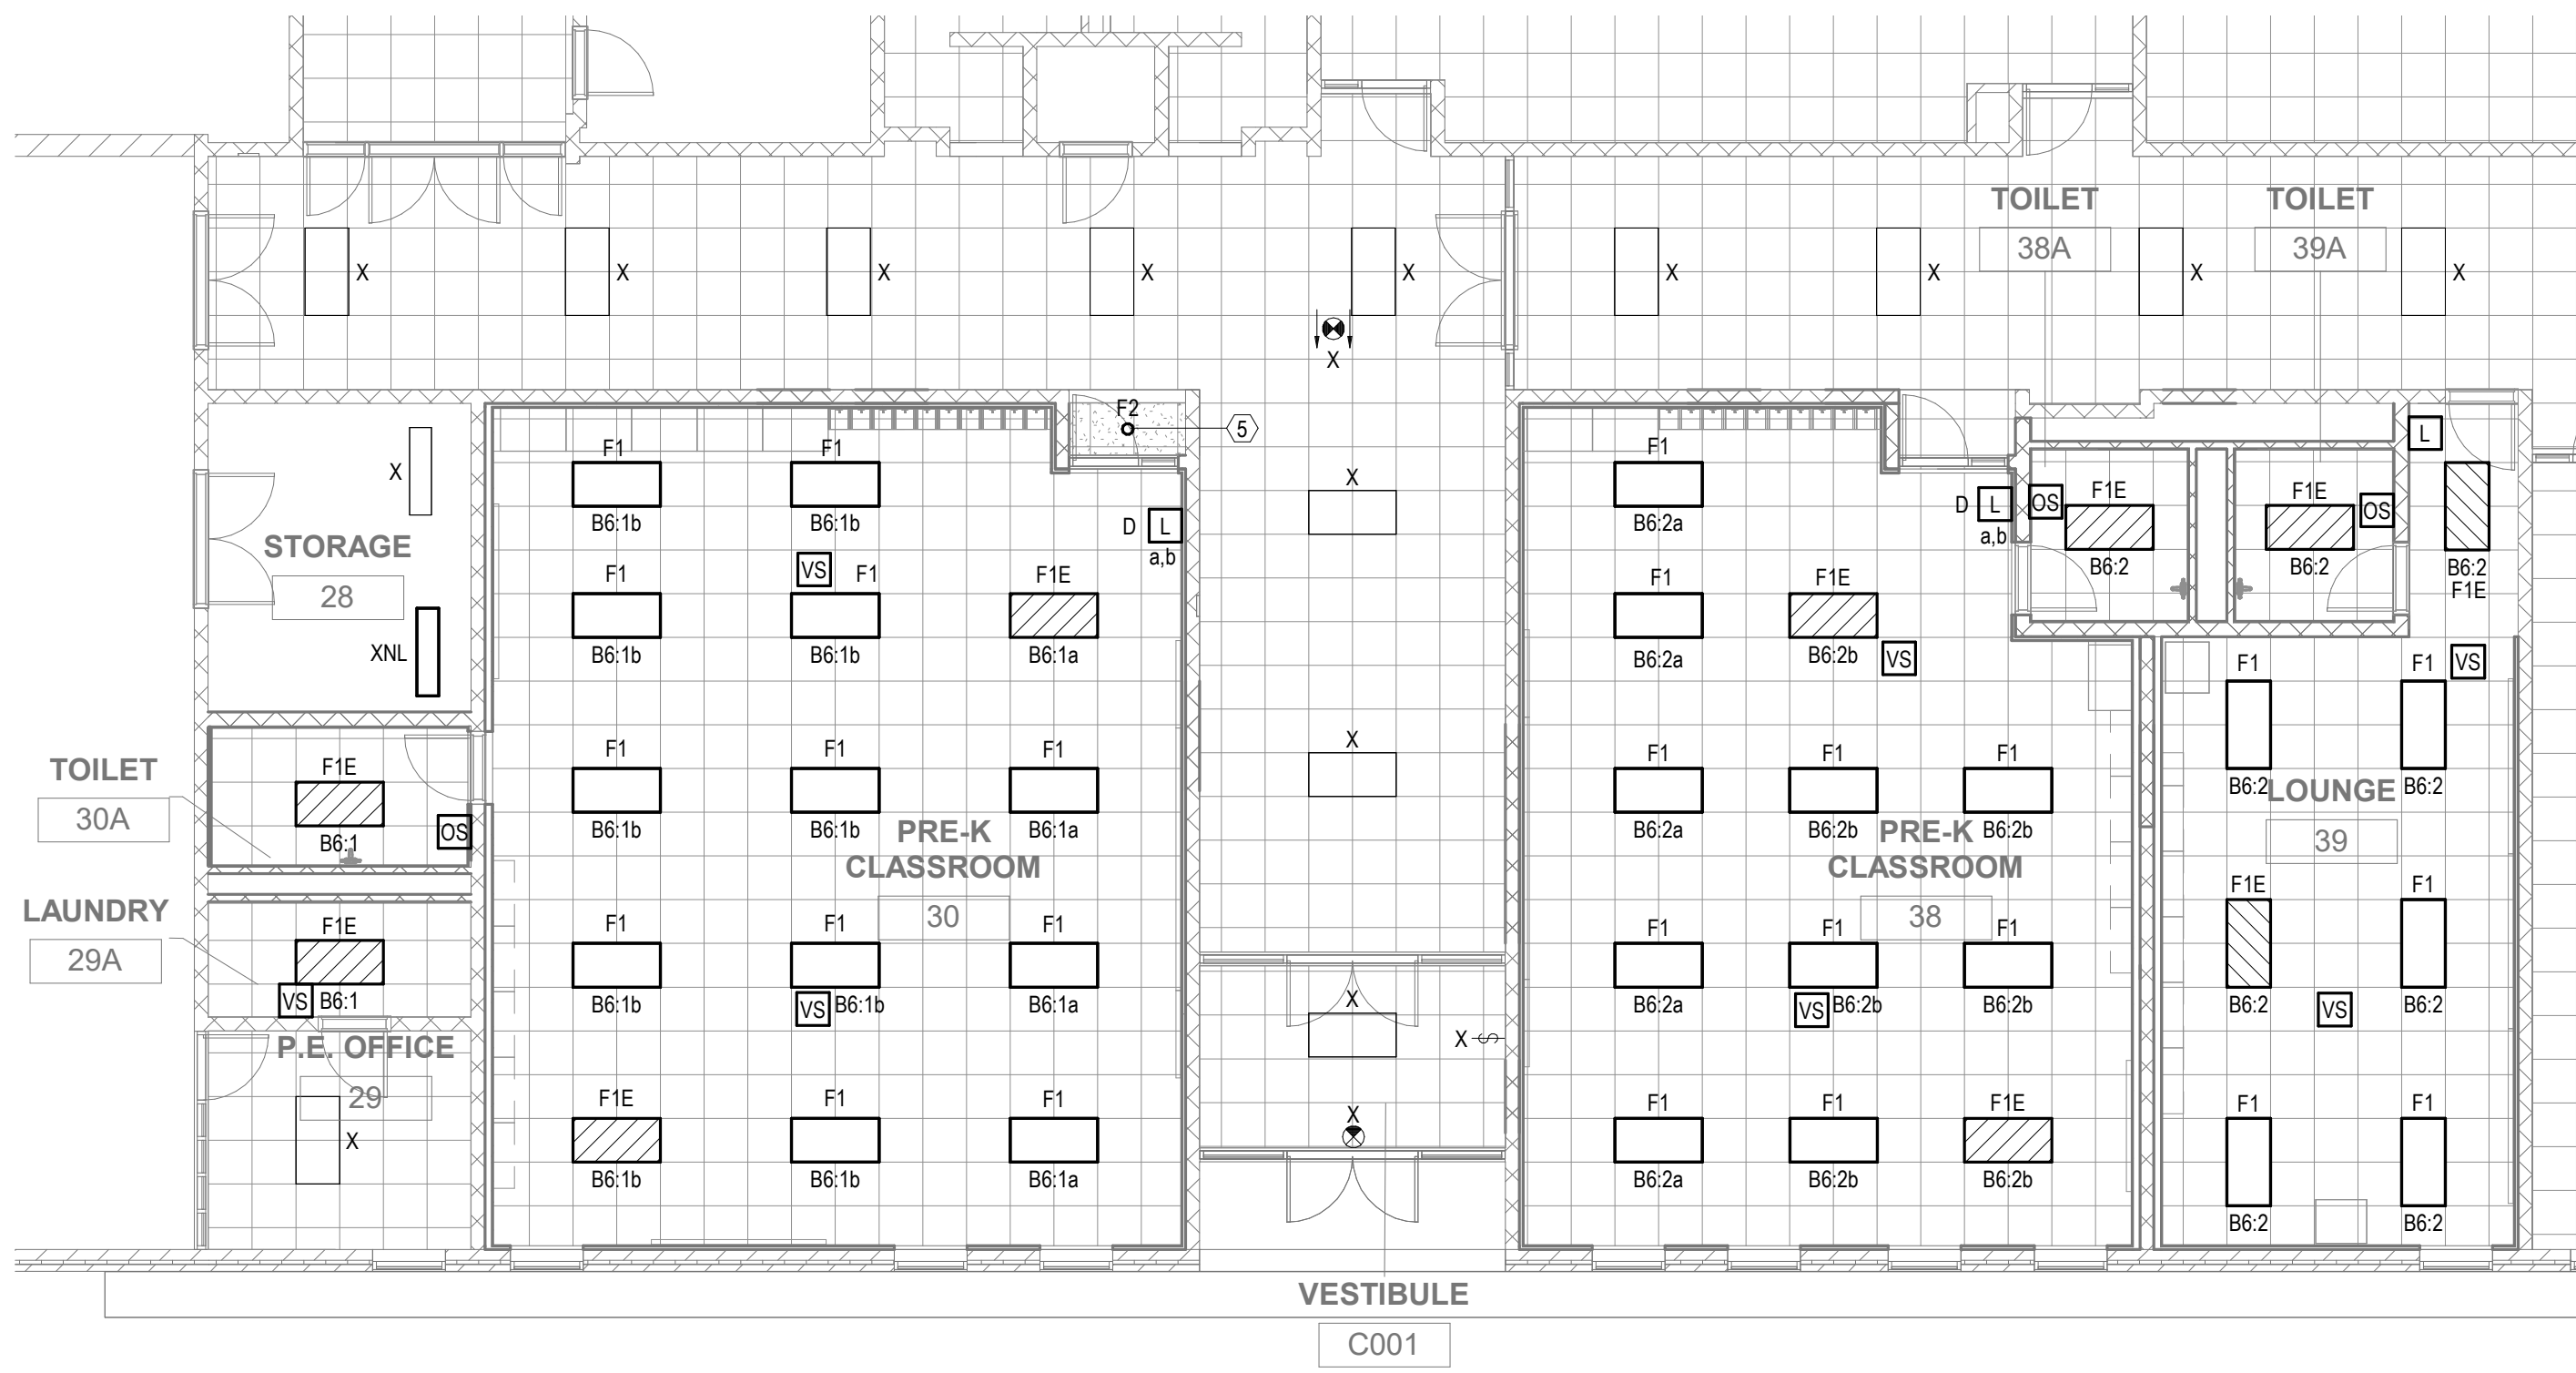 TOILET
TOILET
38A
39A
X
X
X
X
X
X
X
X
X
X
F2
5
L
F1
F1
F1
X
X
B6:1b
B6:1b
B6:2a
D
L
a,b
D
L
a,b
OS
F1E
B6:2
F1E
OS
B6:2
B6:2
F1E
STORAGE
28
XNL
VS
F1
F1
F1E
B6:1b
B6:1b
B6:1a
F1
F1E
B6:2a
B6:2b
VS
F1
F1
VS
B6:2
B6:2
TOILET
30A
F1E
B6:1
OS
F1
F1
F1
B6:1b
B6:1b
B6:1a
X
F1
F1
F1
B6:2a
B6:2b
B6:2b
PRE-K
CLASSROOM
30
PRE-K
CLASSROOM
38
LOUNGE
39
LAUNDRY
29A
F1E
VS
B6:1
F1
F1
F1
B6:1b
VS
B6:1b
B6:1a
F1
F1
F1
B6:2a
VS
B6:2b
B6:2b
F1E
F1
B6:2
VS
B6:2
X
X
$
P.E. OFFICE
29
X
F1E
F1
F1
B6:1b
B6:1b
B6:1a
X
F1
F1
F1E
B6:2a
B6:2b
B6:2b
F1
F1
B6:2
B6:2
VESTIBULE
C001